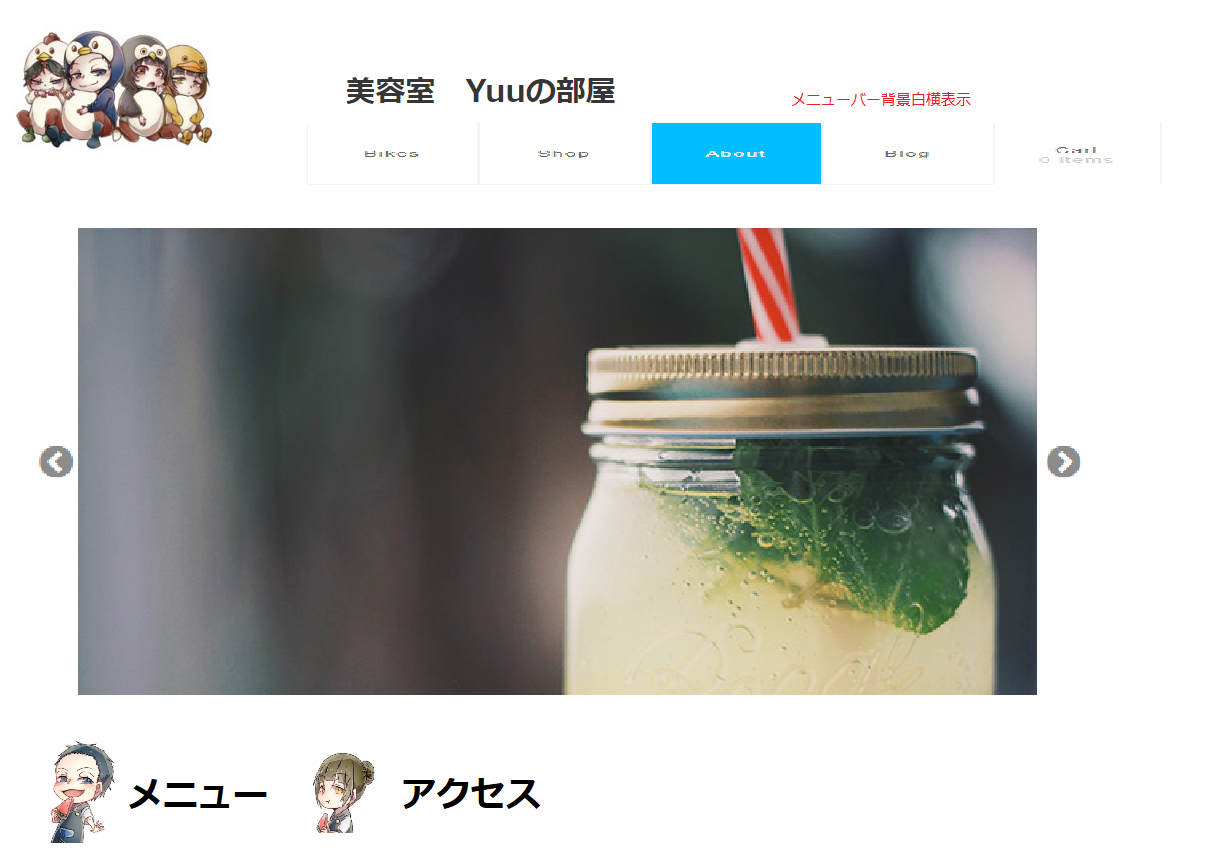 美容室　Yuuの部屋
メニューバー背景白横表示
Bikes
Shop
About
Blog
Cart
0 items
メニュー
アクセス